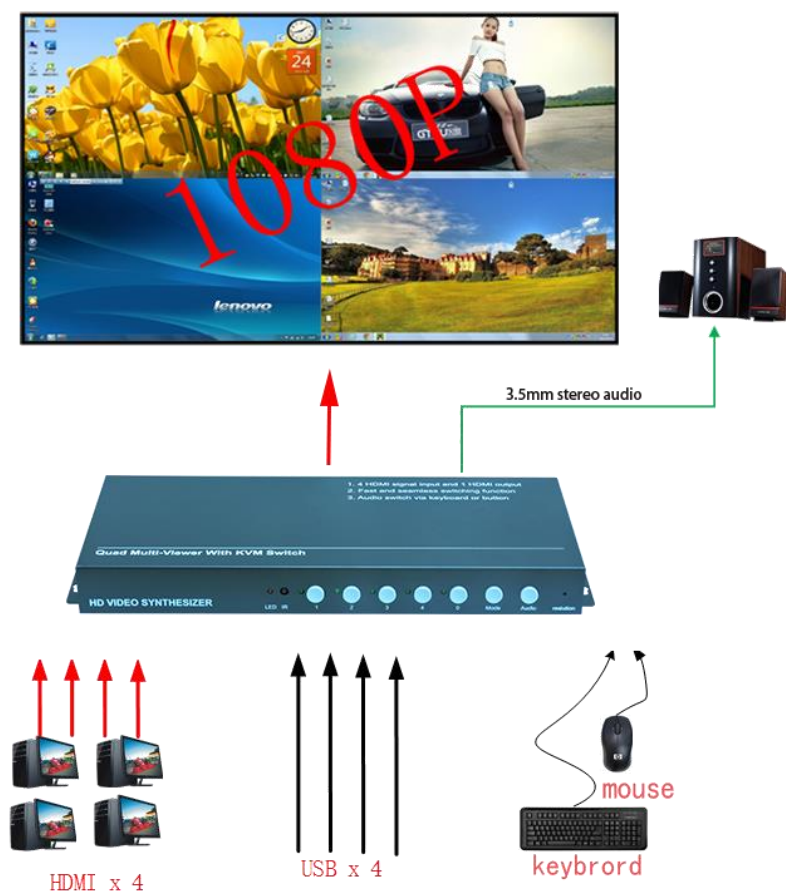 24
1080P
lenovo
3.5mm stereo audio
1. 4 HDMI signal input and 1 HDMI output
2. Fast and seamless switching function
3. Audio switch via keyboard or button
Quad Multi-Viewer With KVM Switch
HD VIDEO SYNTHESIZER
LED IR 1 2 3 4 0 Mode Audio resolution
mouse
keybrord
HDMI x 4
USB x 4